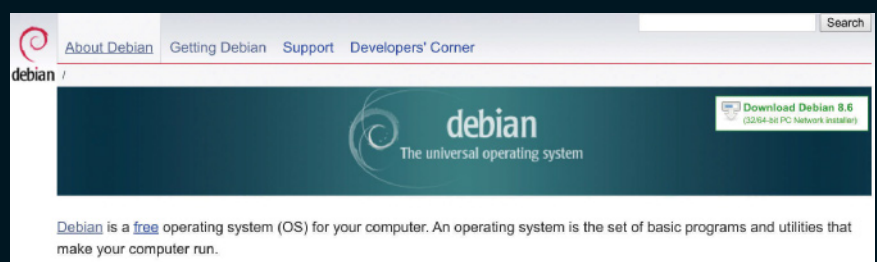 Search
About Debian Getting Debian Support Developers' Corner
debian /
debian
The universal operating system
Download Debian 8.6
(32/64-bit PC Network installer)
Debian is a free operating system (OS) for your computer. An operating system is the set of basic programs and utilities that
make your computer run.